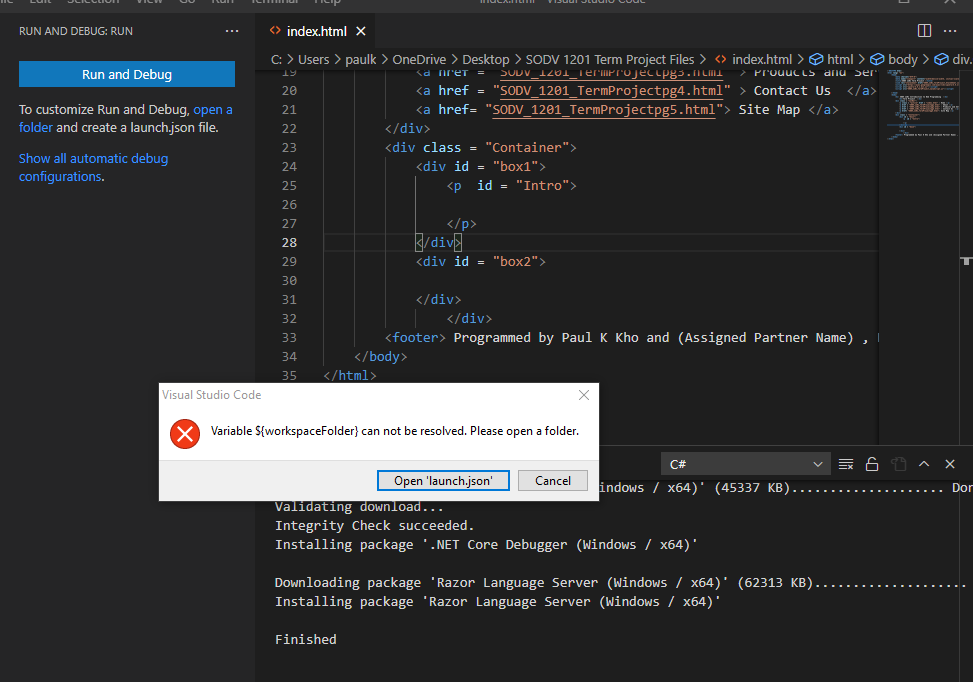 Edit Selection View Go Run Terminal Help index.html Visual Studio Code
RUN AND DEBUG: RUN
Run and Debug
To customize Run and Debug, open a
folder and create a launch.json file.
Show all automatic debug
configurations.
index.html
C: > Users > paulk > OneDrive > Desktop > SODV 1201 Term Project Files > index.html > html > body > div.
19 <a href = "SODV_1201_TermProjectpg3.html" > Products and Ser
20 <a href = "SODV_1201_TermProjectpg4.html" > Contact Us </a>
21 <a href= "SODV_1201_TermProjectpg5.html"> Site Map </a>
22 </div>
23 <div class = "Container">
24 <div id = "box1">
25 <p id = "Intro">
26
27 </p>
28 </div>
29 <div id = "box2">
30
31 </div>
32 </div>
33 <footer> Programmed by Paul K Kho and (Assigned Partner Name) ,
34 </body>
35 </html>
Visual Studio Code
Variable ${workspaceFolder} can not be resolved. Please open a folder.
Open 'launch.json'
Cancel
C#
indows / x64)' (45337 KB).................... Don
Validating download...
Integrity Check succeeded.
Installing package '.NET Core Debugger (Windows / x64)'
Downloading package 'Razor Language Server (Windows / x64)' (62313 KB)....................
Installing package 'Razor Language Server (Windows / x64)'
Finished